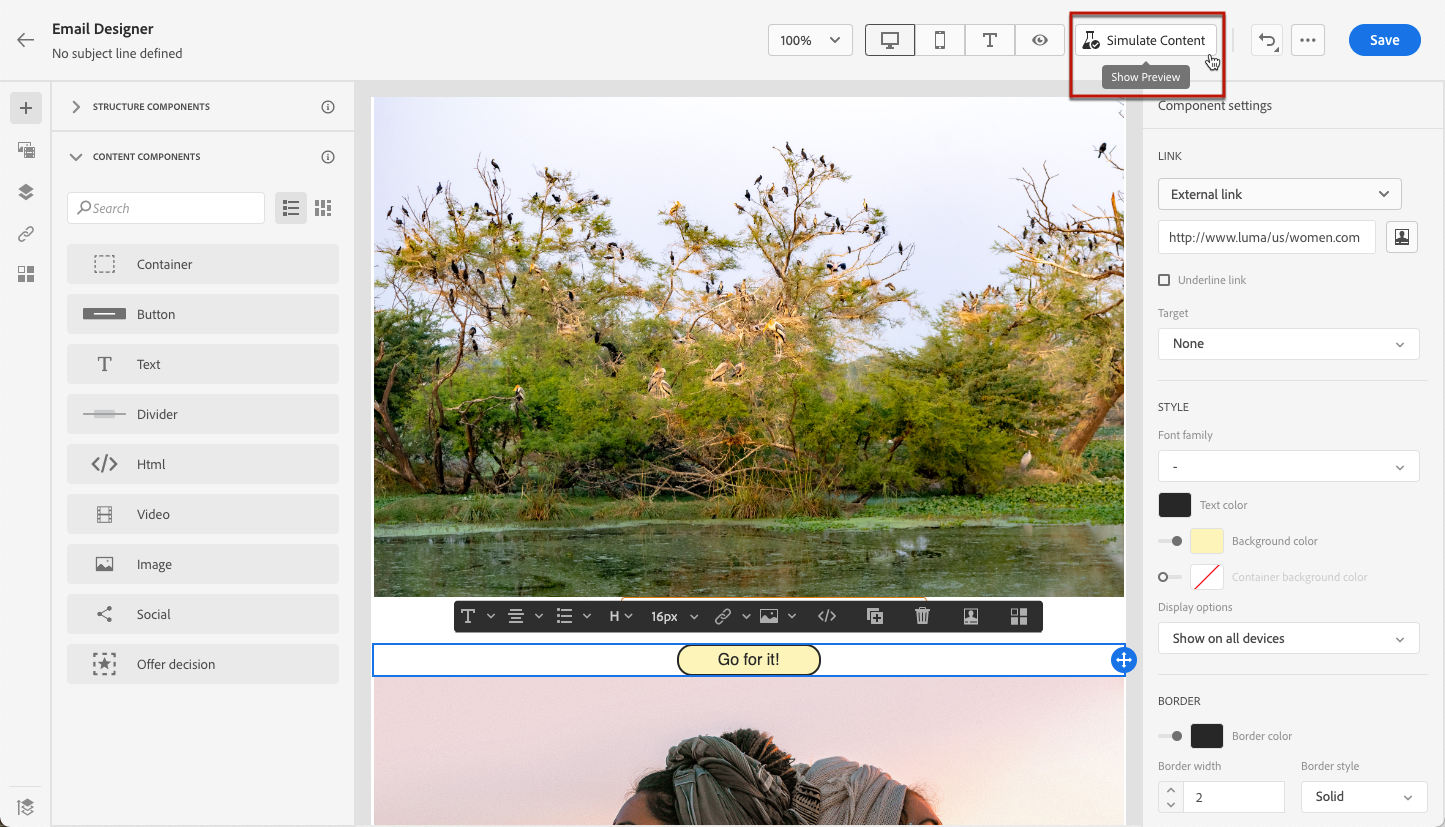 Email Designer
No subject line defined
100%
Simulate Content
Show Preview
Save
STRUCTURE COMPONENTS
CONTENT COMPONENTS
Search
Container
Button
Text
Divider
Html
Video
Image
Social
Offer decision
H
16px
Go for it!
Component settings
LINK
External link
http://www.luma/us/women.com
Underline link
Target
None
STYLE
Font family
-
Text color
Background color
Container background color
Display options
Show on all devices
BORDER
Border color
Border width
Border style
2
Solid